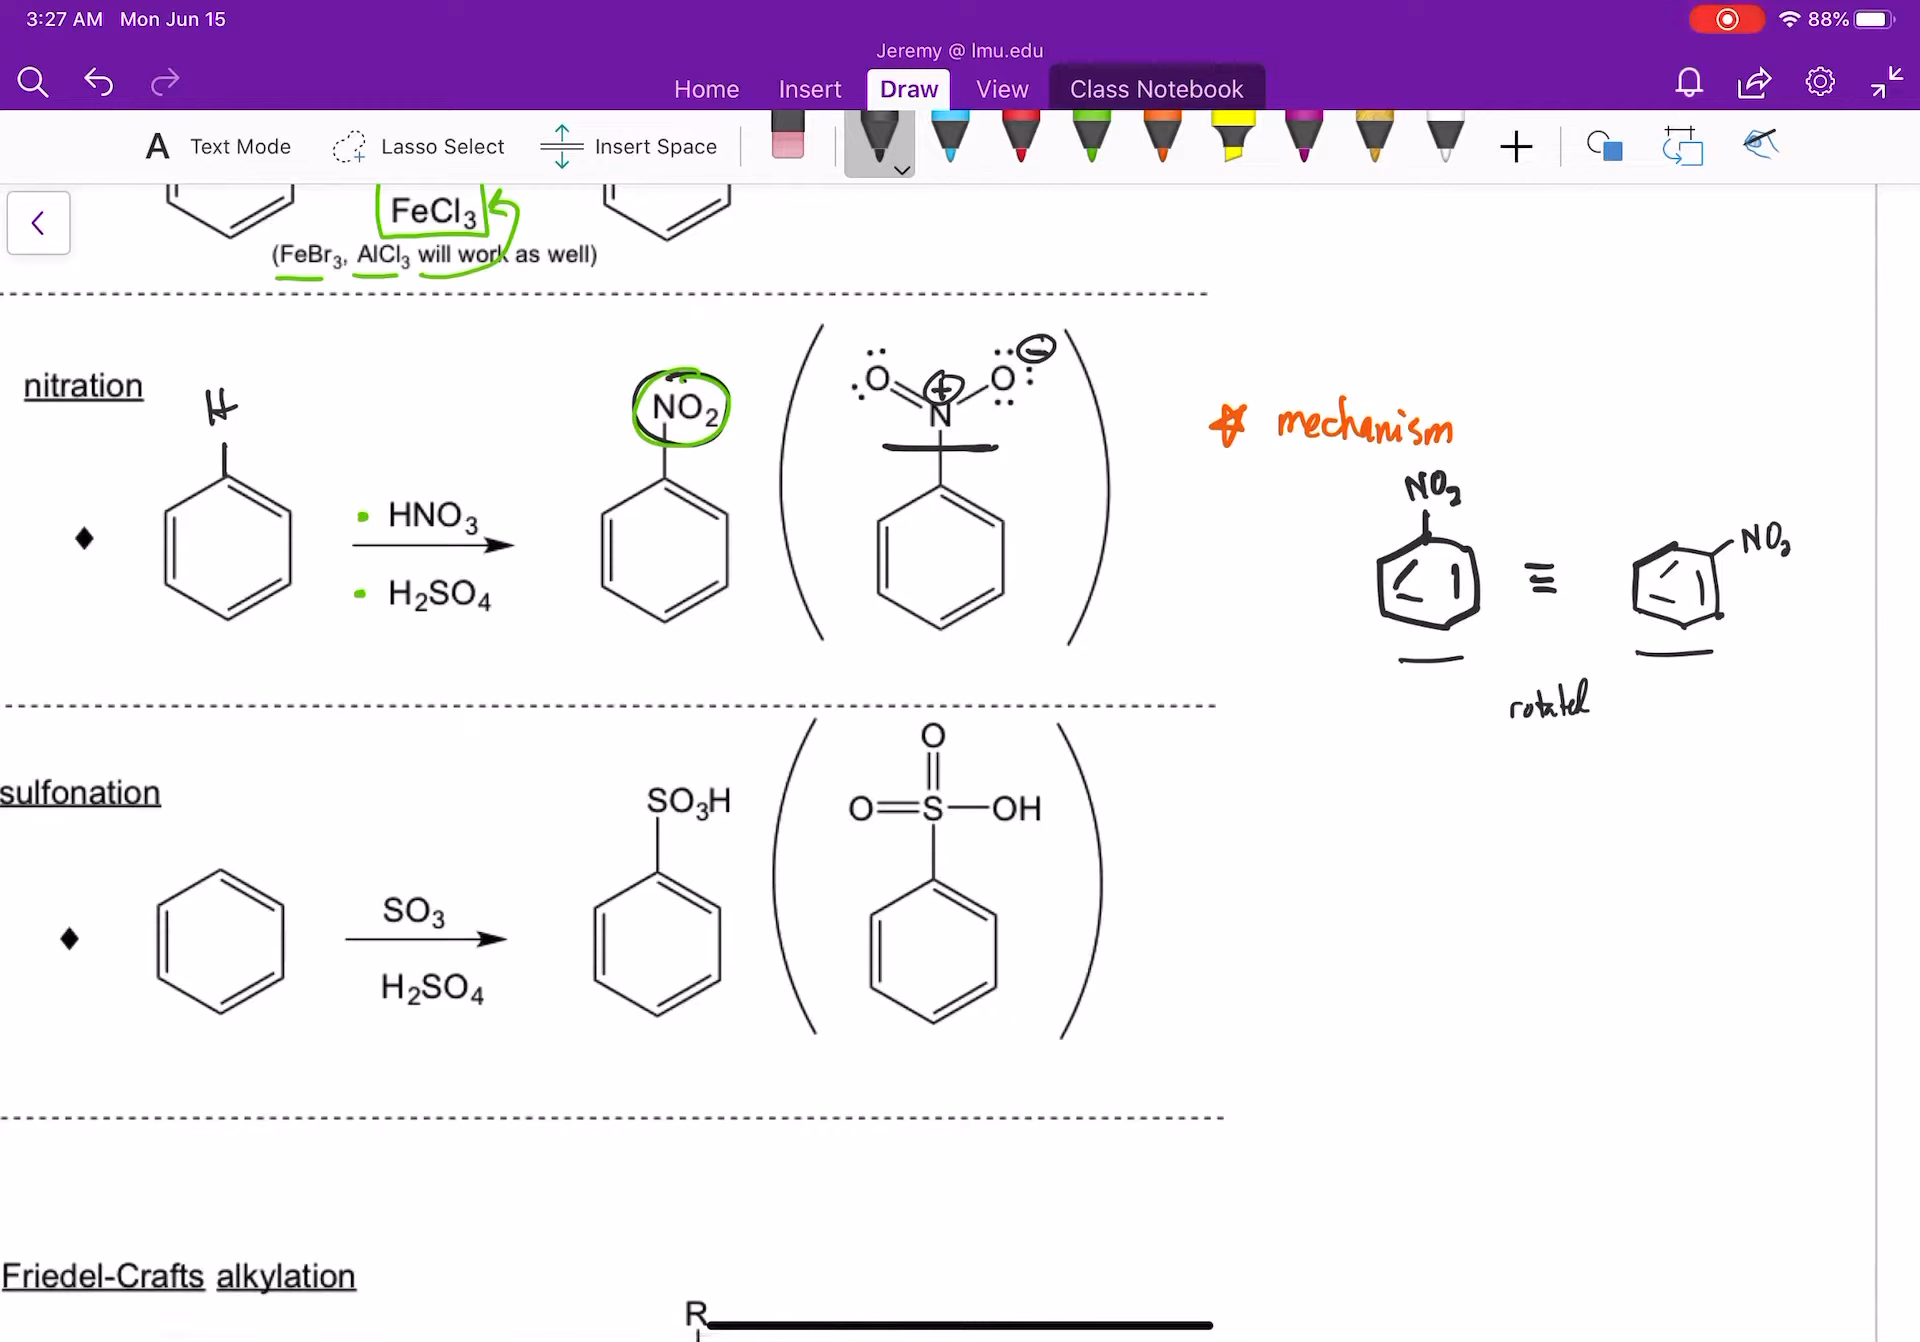 3:27 AM Mon Jun 15
88%
Jeremy @ lmu.edu
Home Insert Draw View Class Notebook
A Text Mode Lasso Select Insert Space
FeCl₃
(FeBr₃, AlCl₃ will work as well)
nitration
H
NO₂
O N O
+ −
HNO₃
H₂SO₄
mechanism
NO₂
≡
NO₂
rotated
sulfonation
SO₃H
O
O=S—OH
SO₃
H₂SO₄
Friedel-Crafts alkylation
R